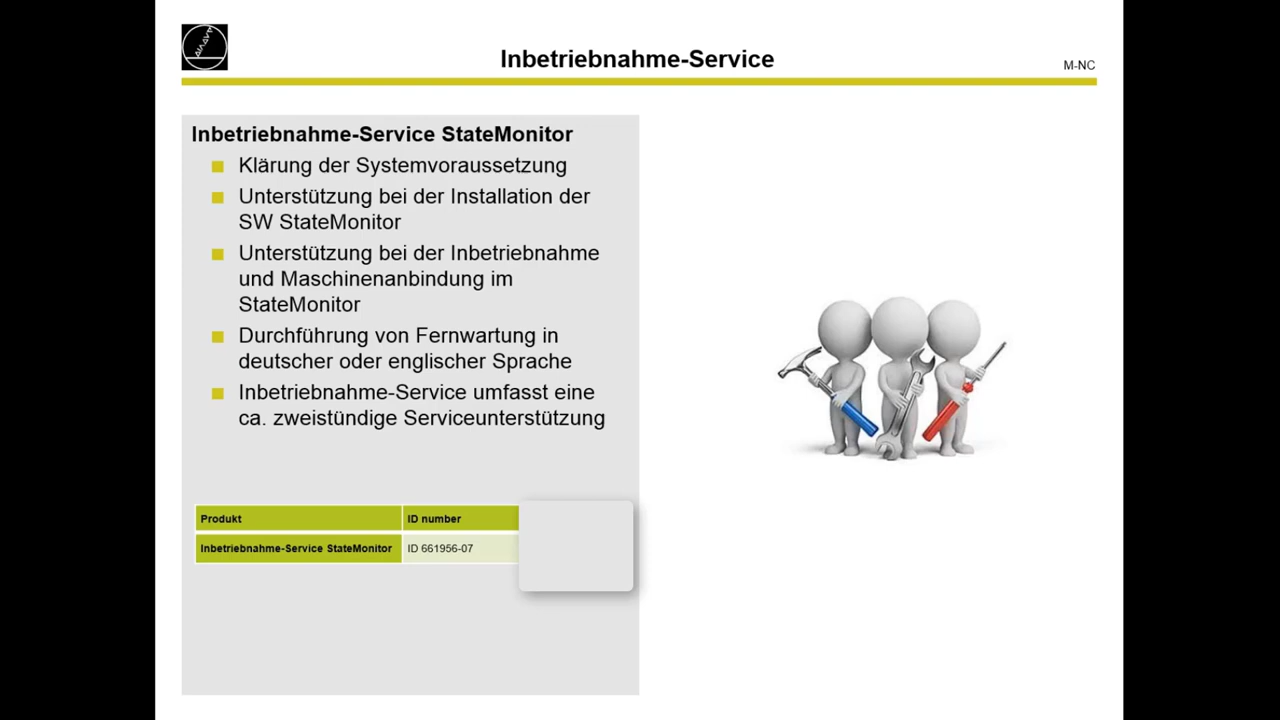 Inbetriebnahme-Service
M-NC
Inbetriebnahme-Service StateMonitor
Klärung der Systemvoraussetzung
Unterstützung bei der Installation der
SW StateMonitor
Unterstützung bei der Inbetriebnahme
und Maschinenanbindung im
StateMonitor
Durchführung von Fernwartung in
deutscher oder englischer Sprache
Inbetriebnahme-Service umfasst eine
ca. zweistündige Serviceunterstützung
Produkt ID number
Inbetriebnahme-Service StateMonitor ID 661956-07